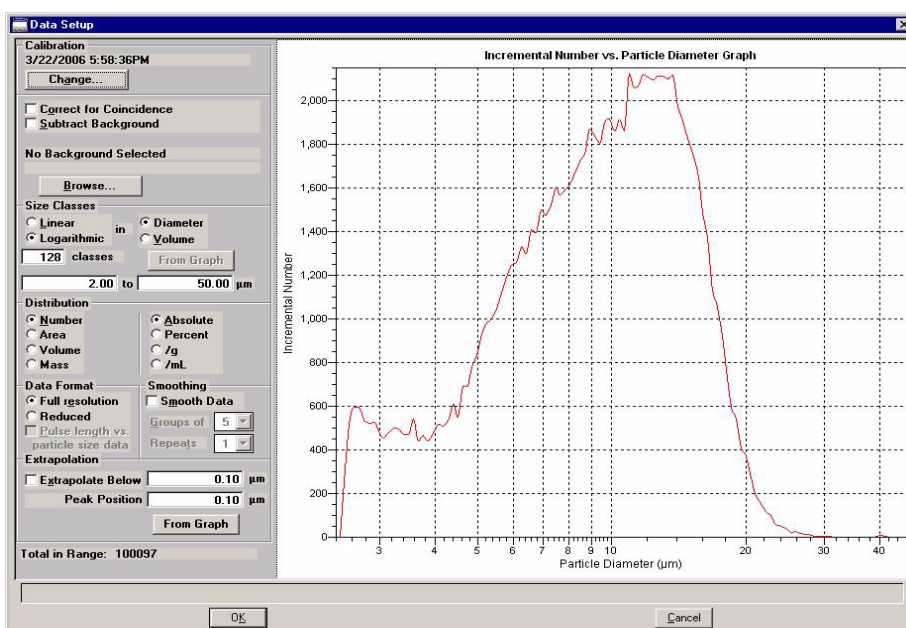 Data Setup
Calibration
3/22/2006 5:58:36PM
Change...
Correct for Coincidence
Subtract Background
No Background Selected
Browse...
Size Classes
Linear
Logarithmic
in
Diameter
Volume
128 classes
From Graph
2.00 to 50.00 µm
Distribution
Number
Area
Volume
Mass
Absolute
Percent
/g
/mL
Data Format
Full resolution
Reduced
Pulse length vs.
particle size data
Smoothing
Smooth Data
Groups of 5
Repeats 1
Extrapolation
Extrapolate Below 0.10 µm
Peak Position 0.10 µm
From Graph
Total in Range: 100097
Incremental Number vs. Particle Diameter Graph
Incremental Number
2,000
1,800
1,600
1,400
1,200
1,000
800
600
400
200
0
3 4 5 6 7 8 9 10 20 30 40
Particle Diameter (µm)
OK
Cancel